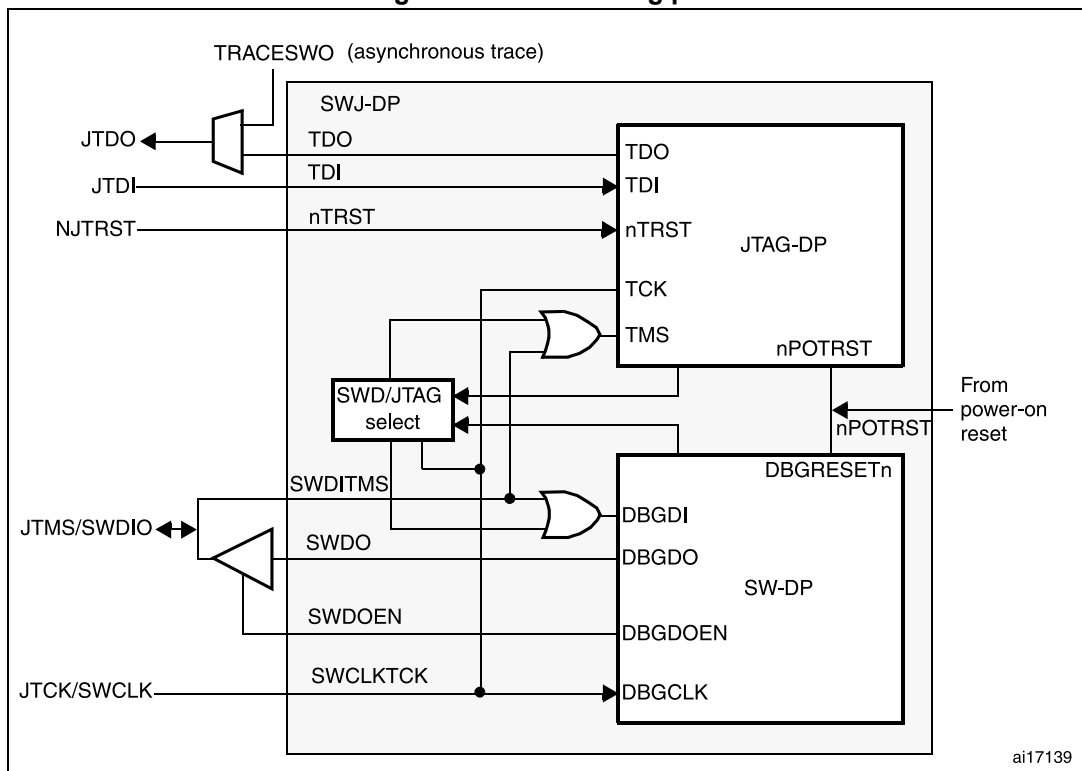 TRACESWO (asynchronous trace)
SWJ-DP
JTDO
TDO
TDO
JTDI
TDI
TDI
NJTRST
nTRST
nTRST
JTAG-DP
TCK
TMS
nPOTRST
SWD/JTAG
select
From
power-on
reset
nPOTRST
DBGRESETn
SWDITMS
JTMS/SWDIO
DBGDI
SWDO
DBGDO
SW-DP
SWDOEN
DBGDOEN
JTCK/SWCLK
SWCLKTCK
DBGCLK
ai17139